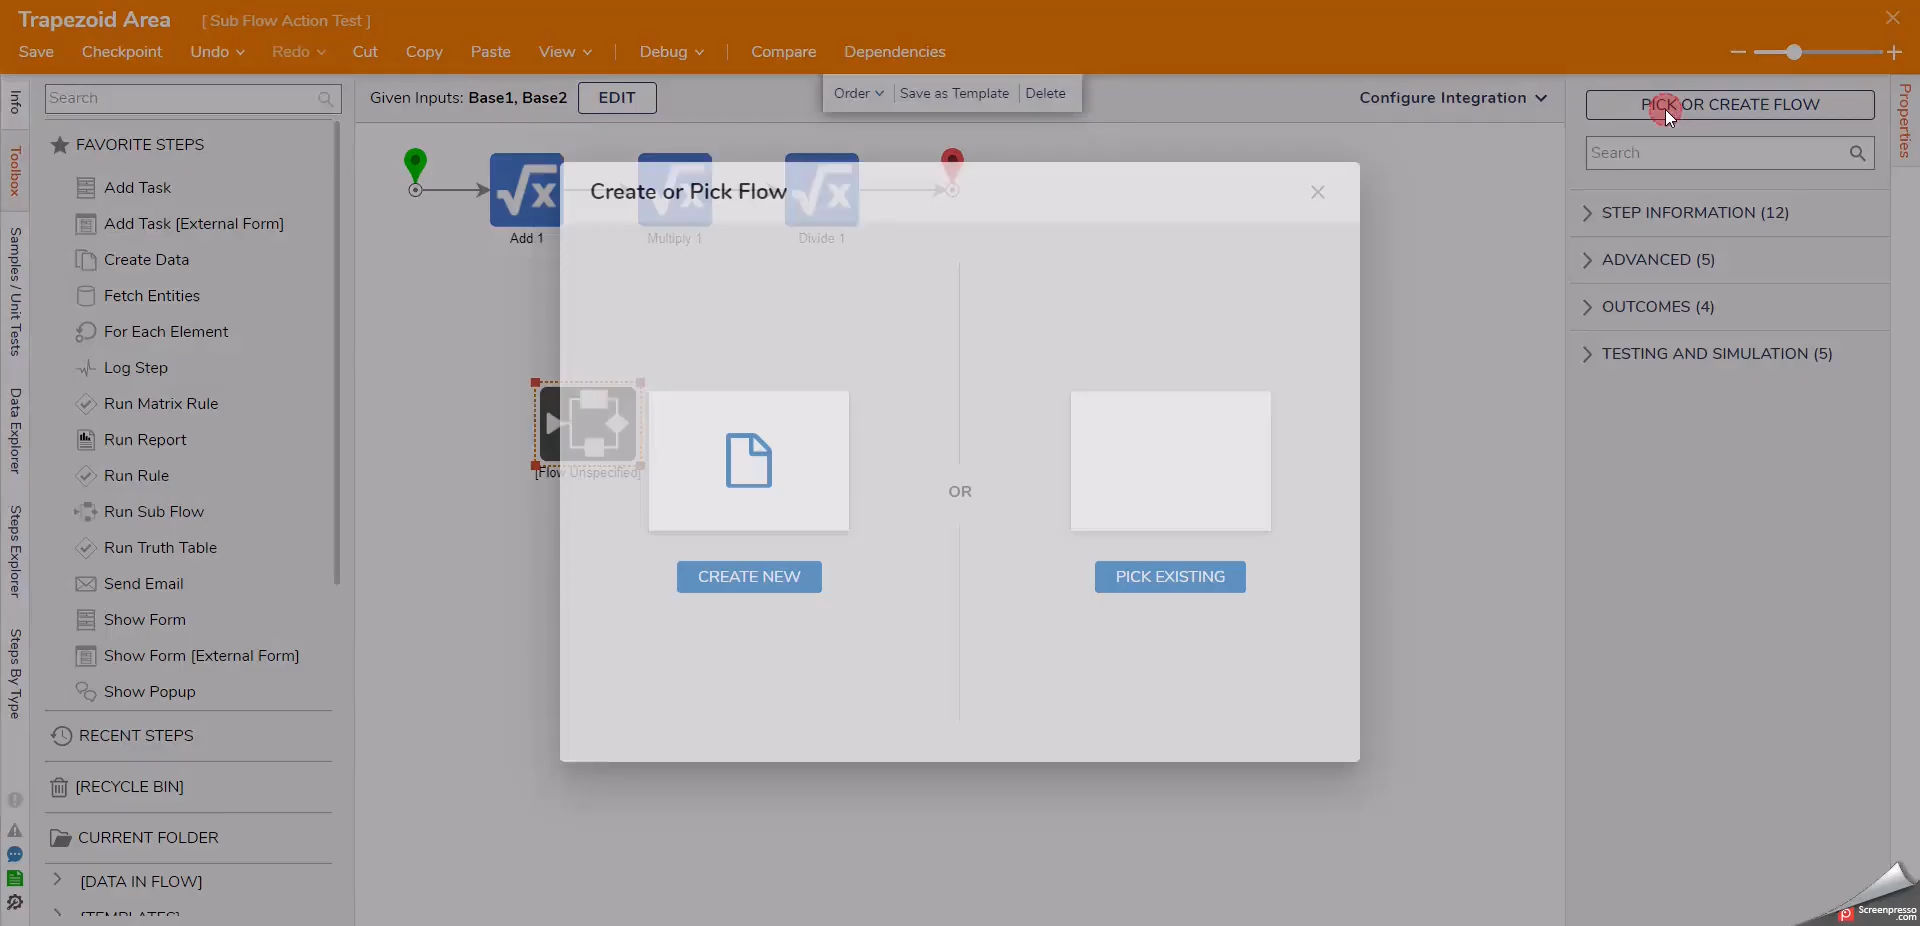 Trapezoid Area [ Sub Flow Action Test ]
Save Checkpoint Undo Redo Cut Copy Paste View Debug Compare Dependencies
Info
Toolbox
Samples / Unit Tests
Data Explorer
Steps Explorer
Steps By Type
Search
FAVORITE STEPS
Add Task
Add Task [External Form]
Create Data
Fetch Entities
For Each Element
Log Step
Run Matrix Rule
Run Report
Run Rule
Run Sub Flow
Run Truth Table
Send Email
Show Form
Show Form [External Form]
Show Popup
RECENT STEPS
[RECYCLE BIN]
CURRENT FOLDER
[DATA IN FLOW]
[TEMPLATES]
Given Inputs: Base1, Base2 EDIT
Order Save as Template Delete
Configure Integration
Add 1
Multiply 1
Divide 1
[Flow Unspecified]
Create or Pick Flow
CREATE NEW
OR
PICK EXISTING
PICK OR CREATE FLOW
Search
STEP INFORMATION (12)
ADVANCED (5)
OUTCOMES (4)
TESTING AND SIMULATION (5)
Properties
Screenpresso
.com